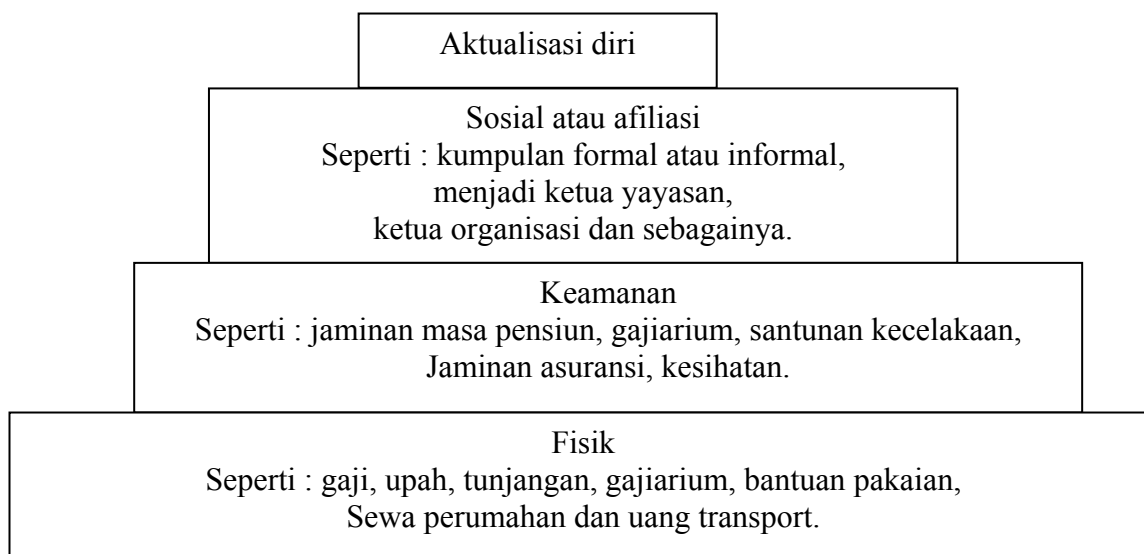 Aktualisasi diri
Sosial atau afiliasi
Seperti : kumpulan formal atau informal,
menjadi ketua yayasan,
ketua organisasi dan sebagainya.
Keamanan
Seperti : jaminan masa pensiun, gajiarium, santunan kecelakaan,
Jaminan asuransi, kesihatan.
Fisik
Seperti : gaji, upah, tunjangan, gajiarium, bantuan pakaian,
Sewa perumahan dan uang transport.